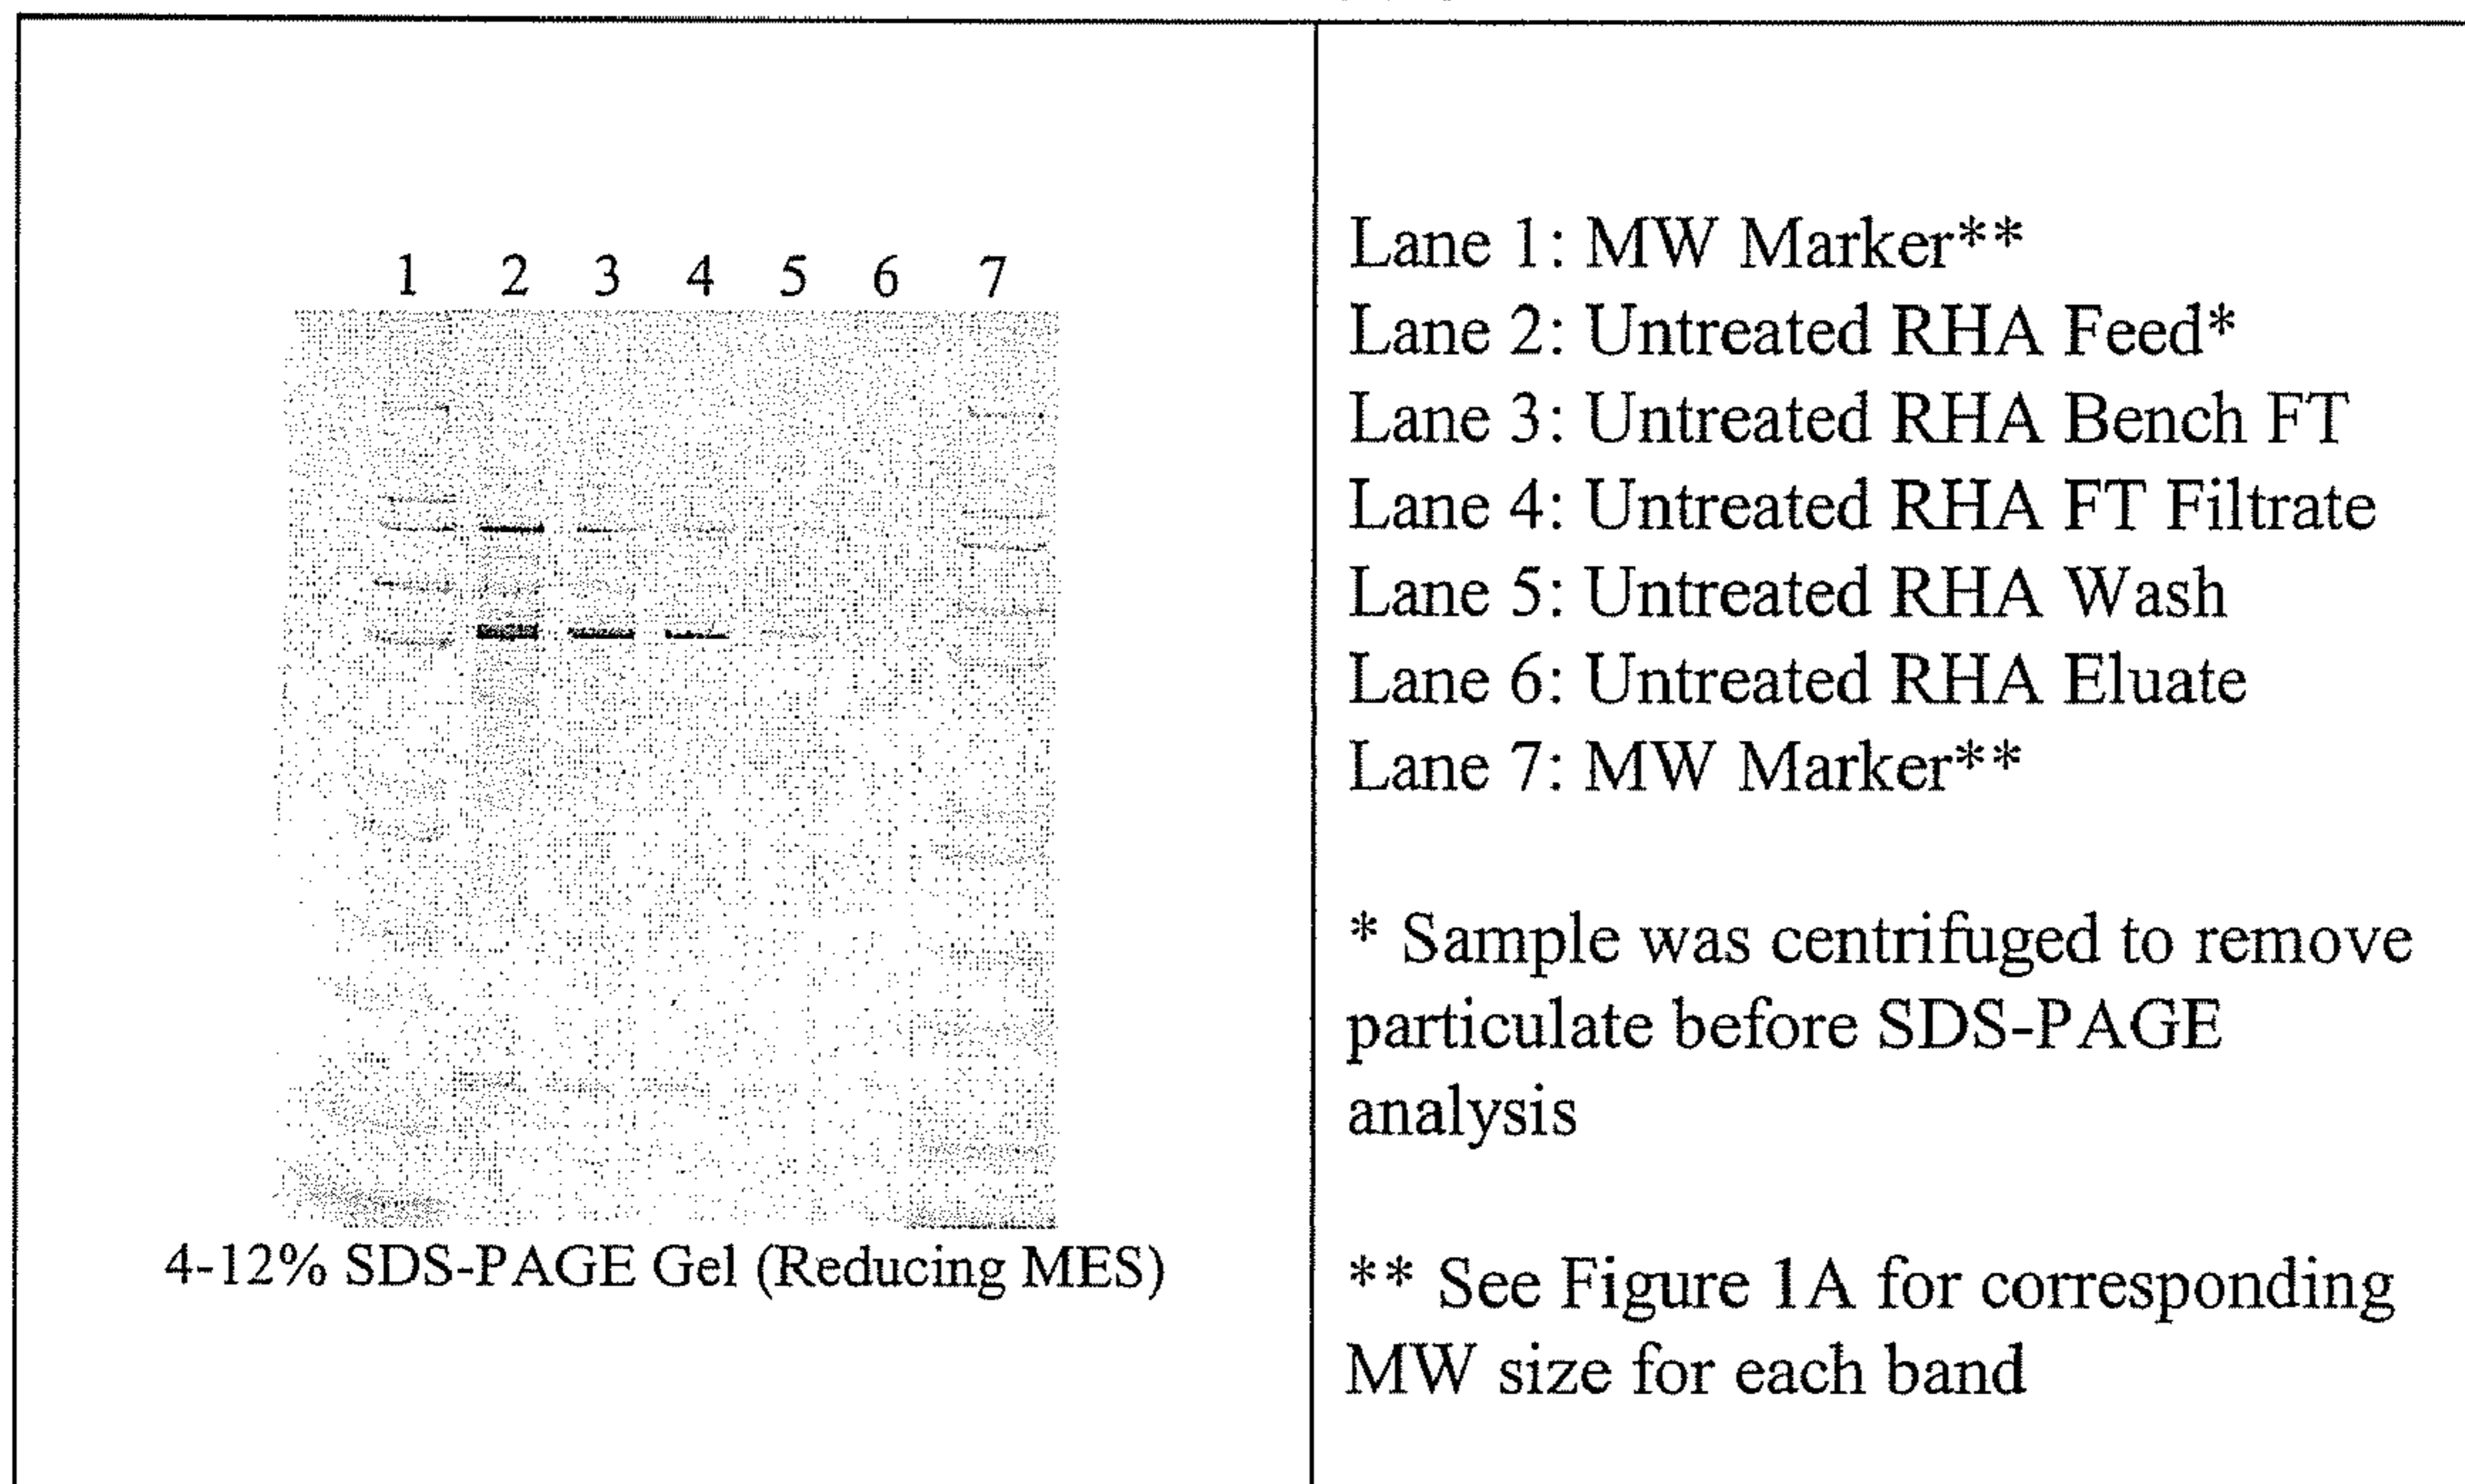 1 2 3 4 5 6 7
4-12% SDS-PAGE Gel (Reducing MES)
Lane 1: MW Marker**
Lane 2: Untreated RHA Feed*
Lane 3: Untreated RHA Bench FT
Lane 4: Untreated RHA FT Filtrate
Lane 5: Untreated RHA Wash
Lane 6: Untreated RHA Eluate
Lane 7: MW Marker**
* Sample was centrifuged to remove
particulate before SDS-PAGE
analysis
** See Figure 1A for corresponding
MW size for each band